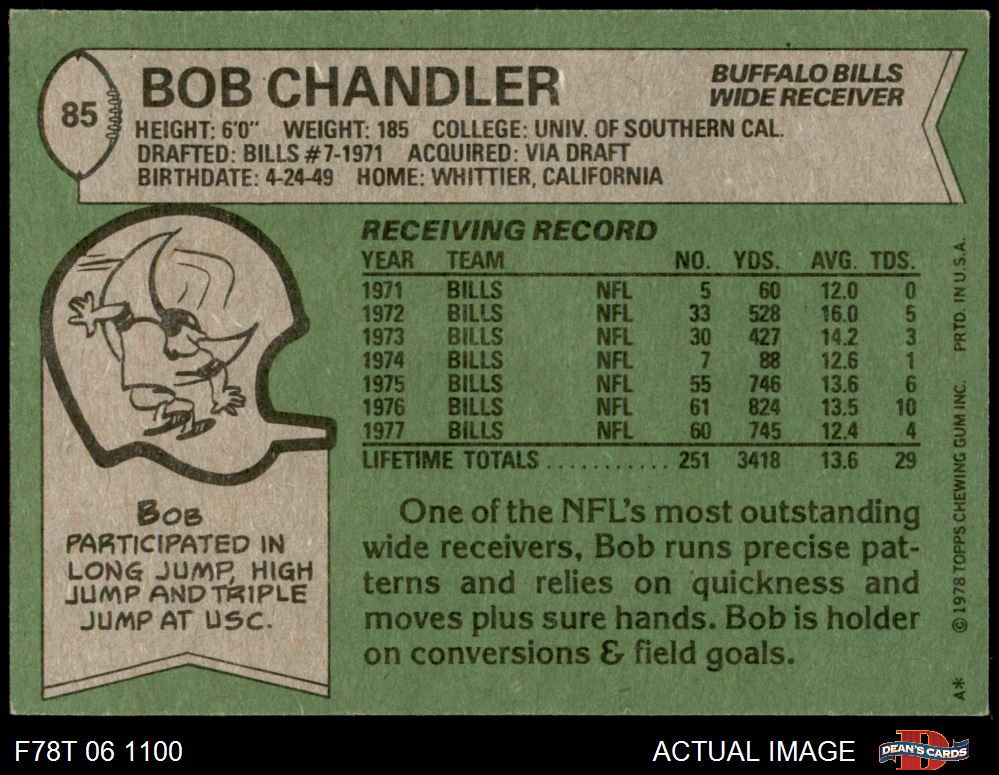 85
BOB CHANDLER
BUFFALO BILLS
WIDE RECEIVER
HEIGHT: 6'0" WEIGHT: 185 COLLEGE: UNIV. OF SOUTHERN CAL.
DRAFTED: BILLS #7-1971 ACQUIRED: VIA DRAFT
BIRTHDATE: 4-24-49 HOME: WHITTIER, CALIFORNIA
RECEIVING RECORD
YEAR TEAM NO. YDS. AVG. TDS.
1971 BILLS NFL 5 60 12.0 0
1972 BILLS NFL 33 528 16.0 5
1973 BILLS NFL 30 427 14.2 3
1974 BILLS NFL 7 88 12.6 1
1975 BILLS NFL 55 746 13.6 6
1976 BILLS NFL 61 824 13.5 10
1977 BILLS NFL 60 745 12.4 4
LIFETIME TOTALS ........... 251 3418 13.6 29
BOB
PARTICIPATED IN
LONG JUMP, HIGH
JUMP AND TRIPLE
JUMP AT USC.
One of the NFL's most outstanding
wide receivers, Bob runs precise pat-
terns and relies on quickness and
moves plus sure hands. Bob is holder
on conversions & field goals.
A* © 1978 TOPPS CHEWING GUM INC. PRTD. IN U.S.A.
F78T 06 1100
ACTUAL IMAGE
D
DEAN'S CARDS